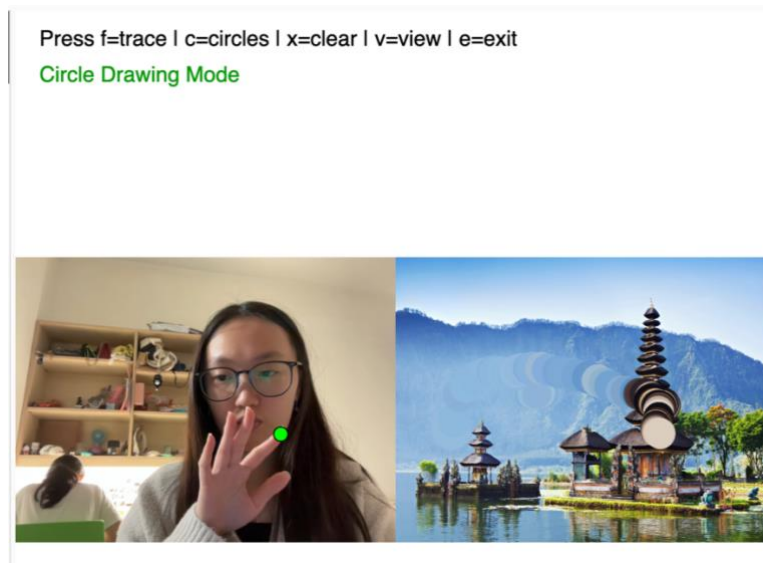 Press f=trace | c=circles | x=clear | v=view | e=exit
Circle Drawing Mode